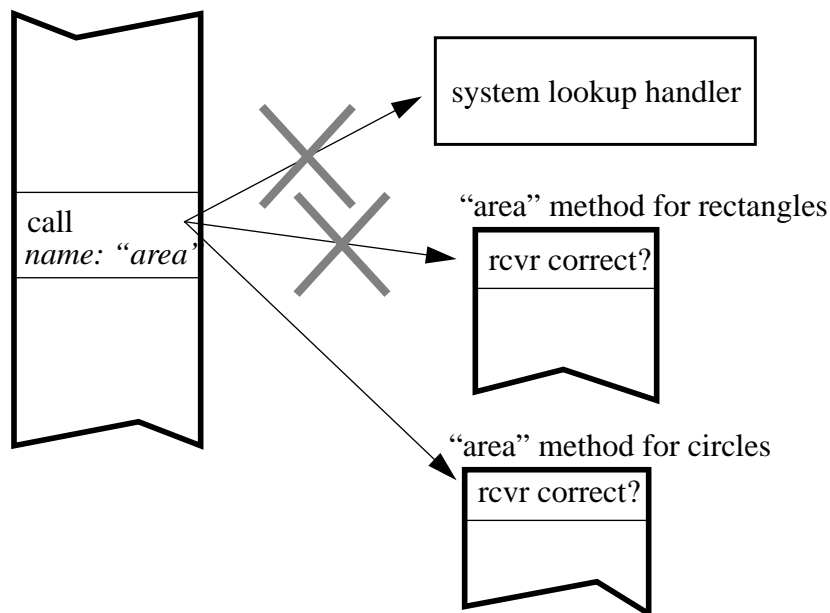 system lookup handler
“area” method for rectangles
call
name: “area’
rcvr correct?
“area” method for circles
rcvr correct?